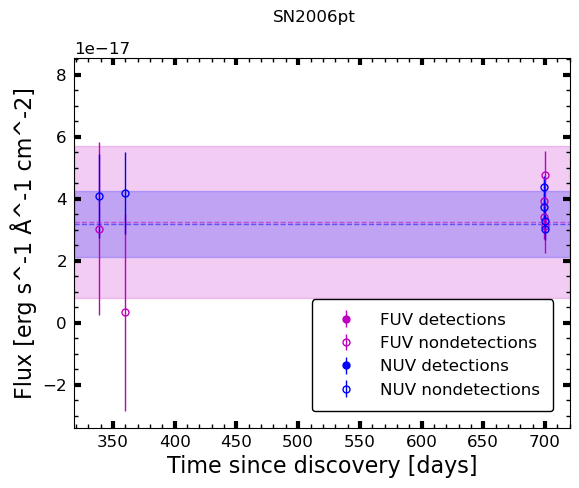 SN2006pt
1e−17
8
6
4
2
0
−2
Flux [erg s^-1 Å^-1 cm^-2]
FUV detections
FUV nondetections
NUV detections
NUV nondetections
350 400 450 500 550 600 650 700
Time since discovery [days]